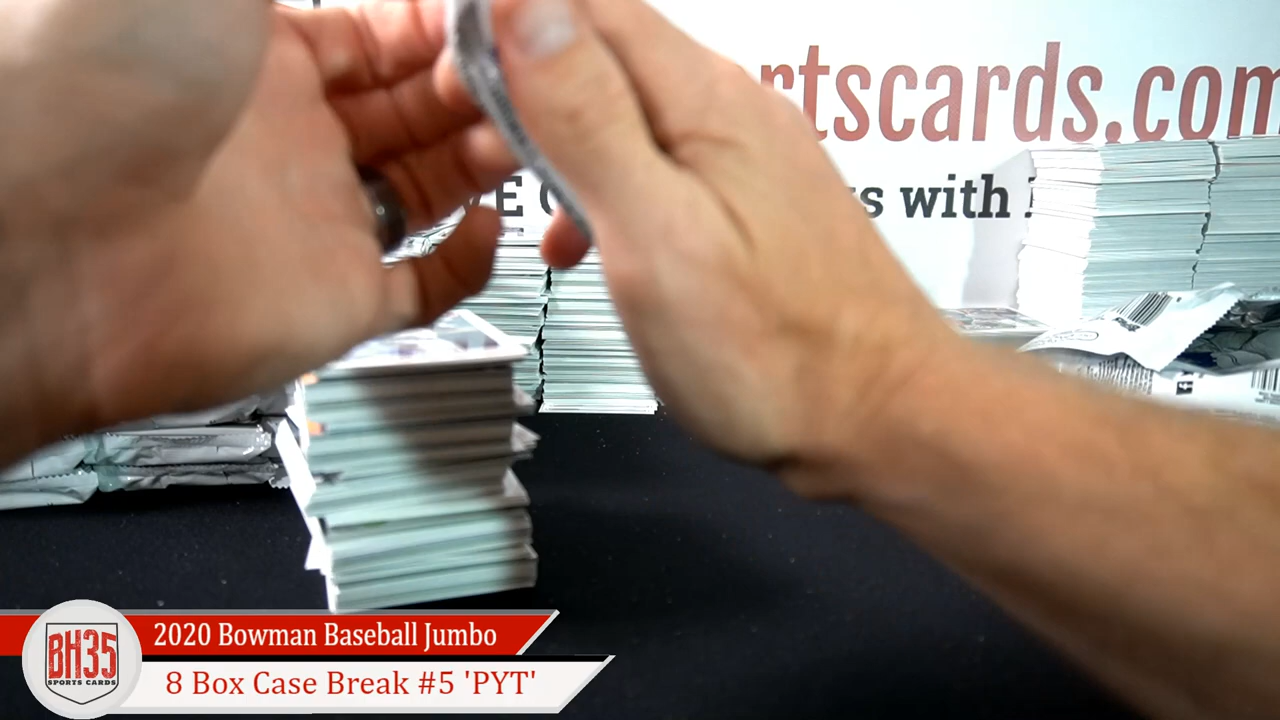 rtscards.com
s with
2020 Bowman Baseball Jumbo
8 Box Case Break #5 'PYT'
BH35
SPORTS CARDS